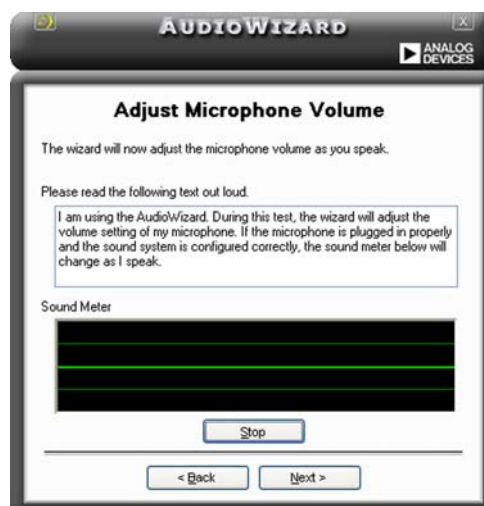 AUDIOWIZARD
X
ANALOG
DEVICES
Adjust Microphone Volume
The wizard will now adjust the microphone volume as you speak.
Please read the following text out loud.
I am using the AudioWizard. During this test, the wizard will adjust the
volume setting of my microphone. If the microphone is plugged in properly
and the sound system is configured correctly, the sound meter below will
change as I speak.
Sound Meter
Stop
< Back Next >